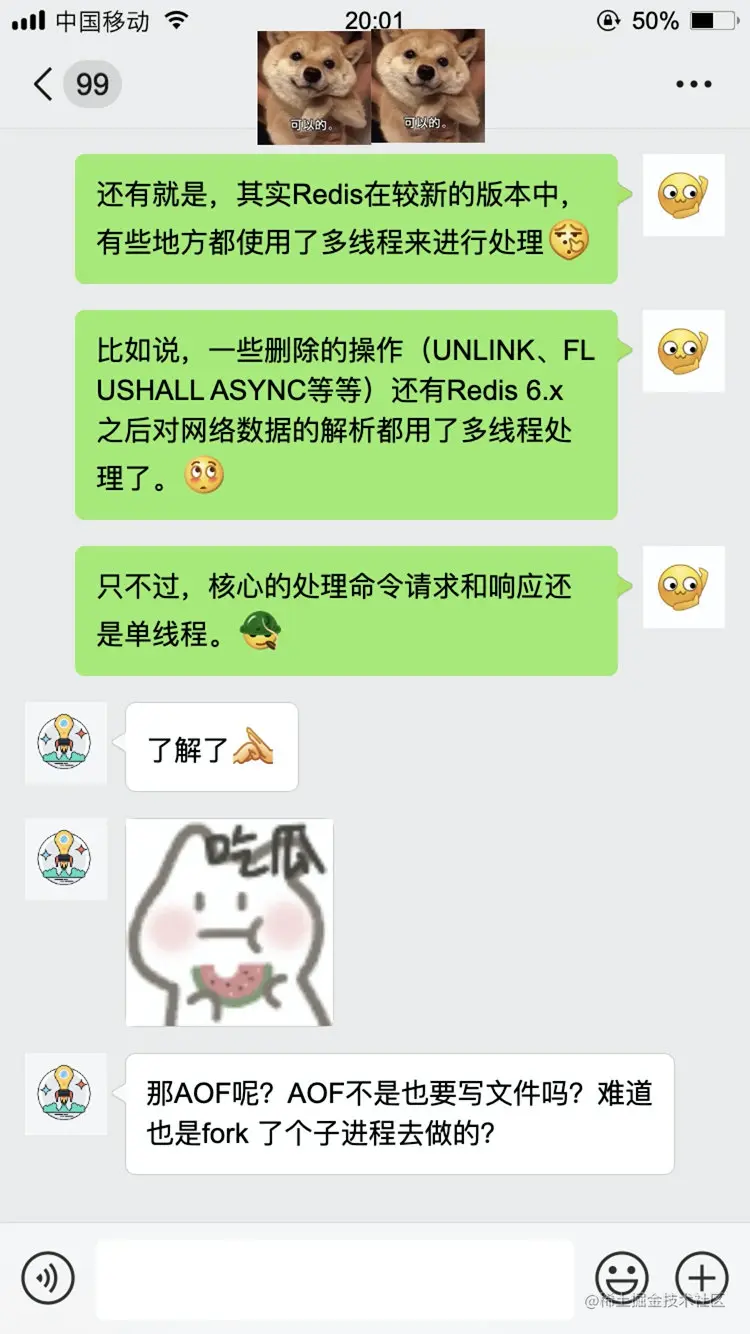 中国移动
20:01
50%
99
可以的。
可以的。
还有就是，其实Redis在较新的版本中，
有些地方都使用了多线程来进行处理
比如说，一些删除的操作（UNLINK、FL
USHALL ASYNC等等）还有Redis 6.x
之后对网络数据的解析都用了多线程处
理了。
只不过，核心的处理命令请求和响应还
是单线程。
了解了
吃瓜
那AOF呢？AOF不是也要写文件吗？难道
也是fork 了个子进程去做的？
@稀土掘金技术社区